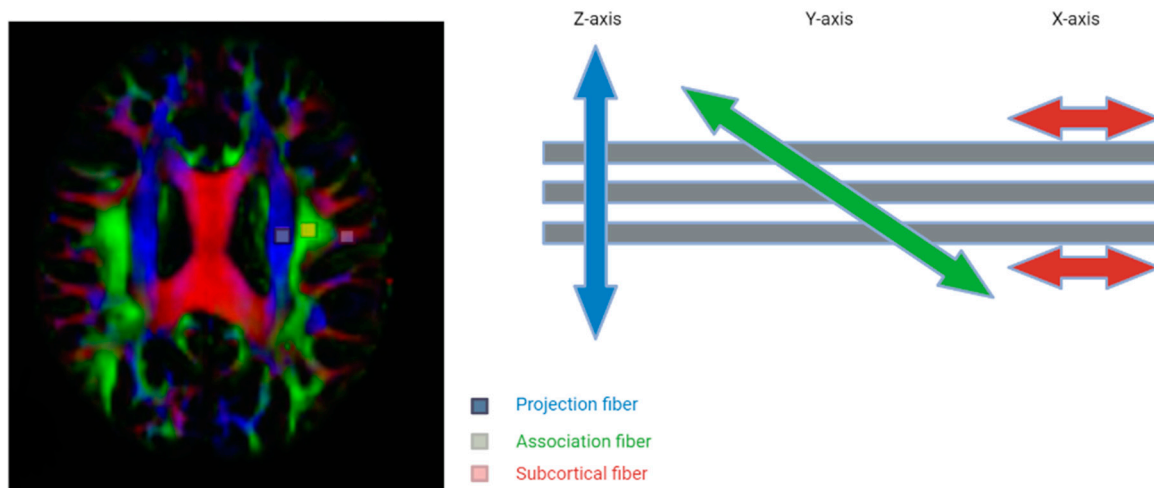 Z-axis
Y-axis
X-axis
Projection fiber
Association fiber
Subcortical fiber